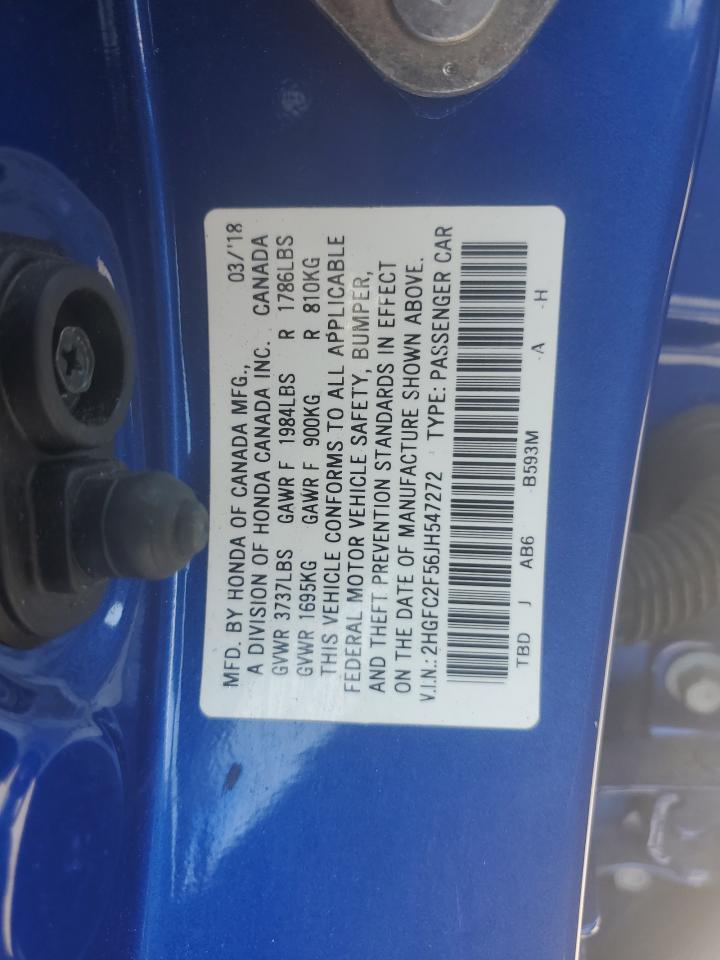 MFD. BY HONDA OF CANADA MFG., 03/'18
A DIVISION OF HONDA CANADA INC. CANADA
GVWR 3737LBS GAWR F 1984LBS R 1786LBS
GVWR 1695KG GAWR F 900KG R 810KG
THIS VEHICLE CONFORMS TO ALL APPLICABLE
FEDERAL MOTOR VEHICLE SAFETY, BUMPER,
AND THEFT PREVENTION STANDARDS IN EFFECT
ON THE DATE OF MANUFACTURE SHOWN ABOVE.
V.I.N.: 2HGFC2F56JH547272 TYPE: PASSENGER CAR
TBD J AB6 B593M -A -H